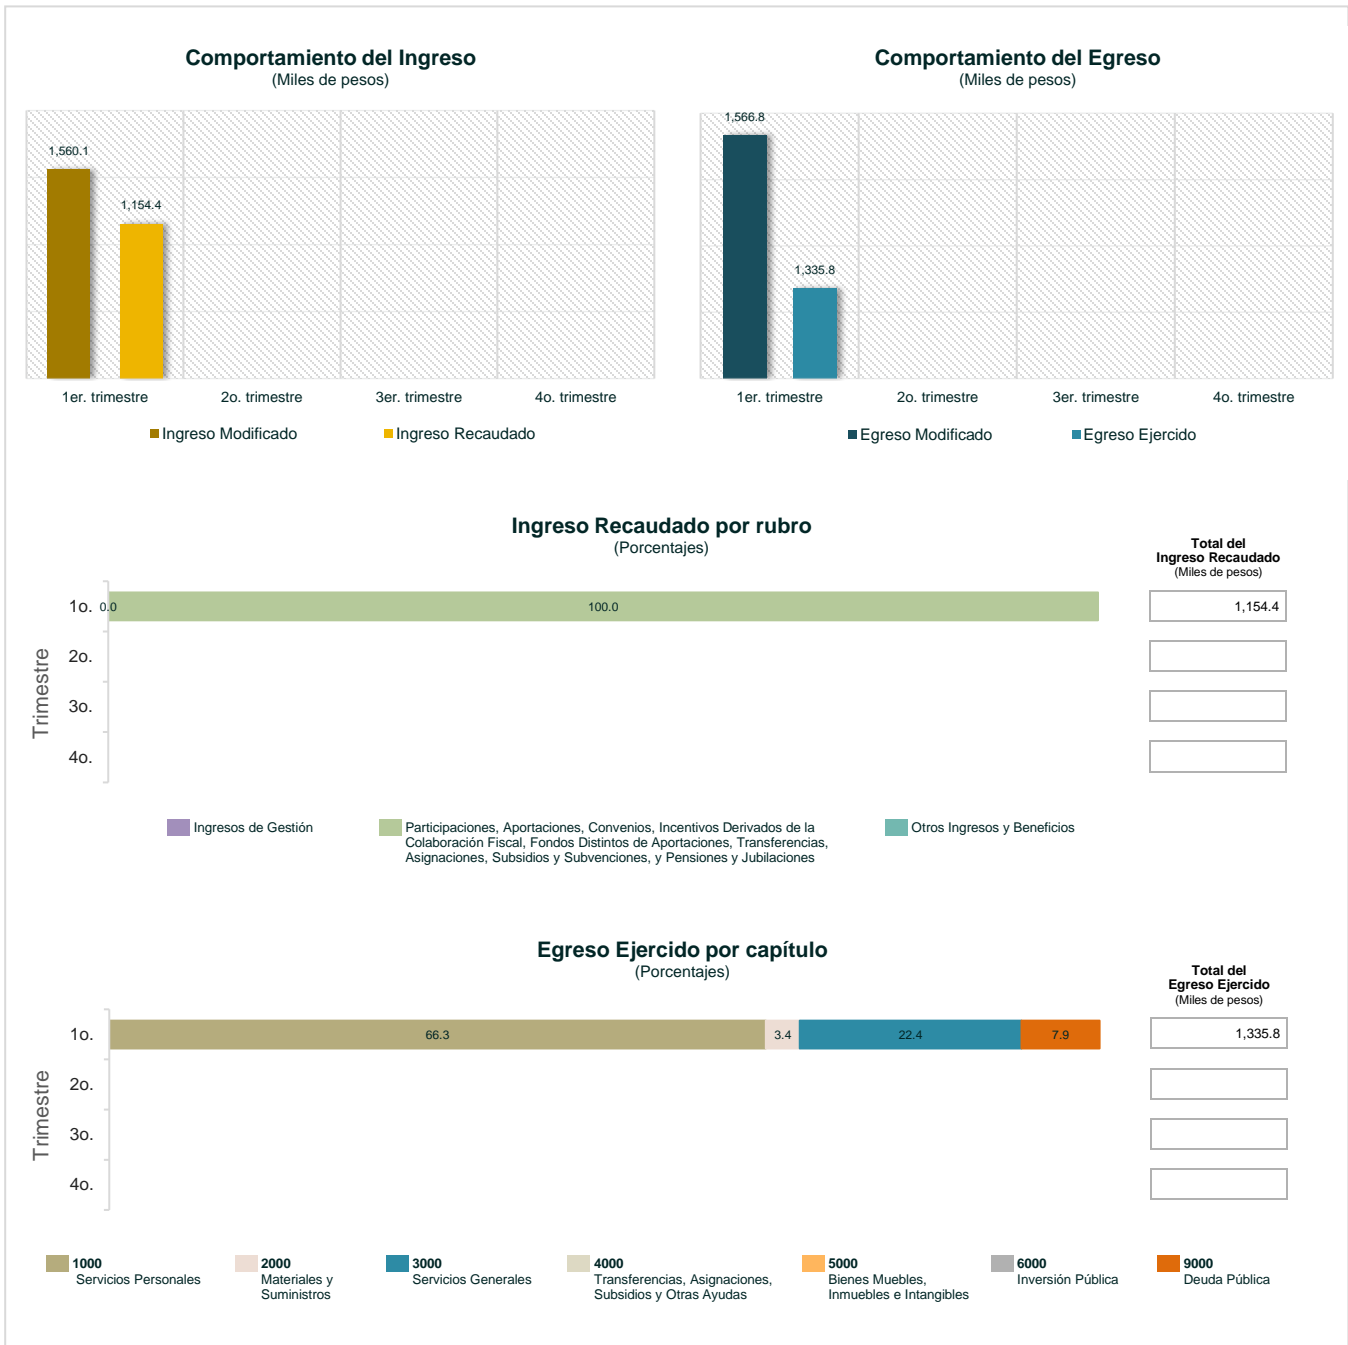 Comportamiento del Ingreso
(Miles de pesos)
1,560.1
1,154.4
1er. trimestre
2o. trimestre
3er. trimestre
4o. trimestre
Ingreso Modificado
Ingreso Recaudado
Comportamiento del Egreso
(Miles de pesos)
1,566.8
1,335.8
1er. trimestre
2o. trimestre
3er. trimestre
4o. trimestre
Egreso Modificado
Egreso Ejercido
Ingreso Recaudado por rubro
(Porcentajes)
Total del
Ingreso Recaudado
(Miles de pesos)
Trimestre
1o.
0.0
100.0
1,154.4
2o.
3o.
4o.
Ingresos de Gestión
Participaciones, Aportaciones, Convenios, Incentivos Derivados de la
Colaboración Fiscal, Fondos Distintos de Aportaciones, Transferencias,
Asignaciones, Subsidios y Subvenciones, y Pensiones y Jubilaciones
Otros Ingresos y Beneficios
Egreso Ejercido por capítulo
(Porcentajes)
Total del
Egreso Ejercido
(Miles de pesos)
Trimestre
1o.
66.3
3.4
22.4
7.9
1,335.8
2o.
3o.
4o.
1000
Servicios Personales
2000
Materiales y
Suministros
3000
Servicios Generales
4000
Transferencias, Asignaciones,
Subsidios y Otras Ayudas
5000
Bienes Muebles,
Inmuebles e Intangibles
6000
Inversión Pública
9000
Deuda Pública